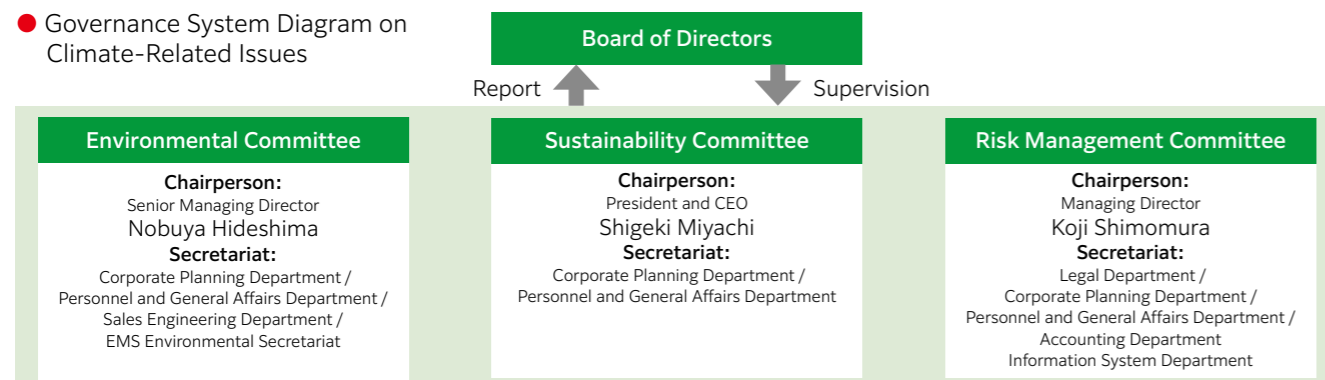 Governance System Diagram on
Climate-Related Issues
Board of Directors
Report
Supervision
Environmental Committee
Chairperson:
Senior Managing Director
Nobuya Hideshima
Secretariat:
Corporate Planning Department /
Personnel and General Affairs Department /
Sales Engineering Department /
EMS Environmental Secretariat
Sustainability Committee
Chairperson:
President and CEO
Shigeki Miyachi
Secretariat:
Corporate Planning Department /
Personnel and General Affairs Department
Risk Management Committee
Chairperson:
Managing Director
Koji Shimomura
Secretariat:
Legal Department /
Corporate Planning Department /
Personnel and General Affairs Department /
Accounting Department
Information System Department